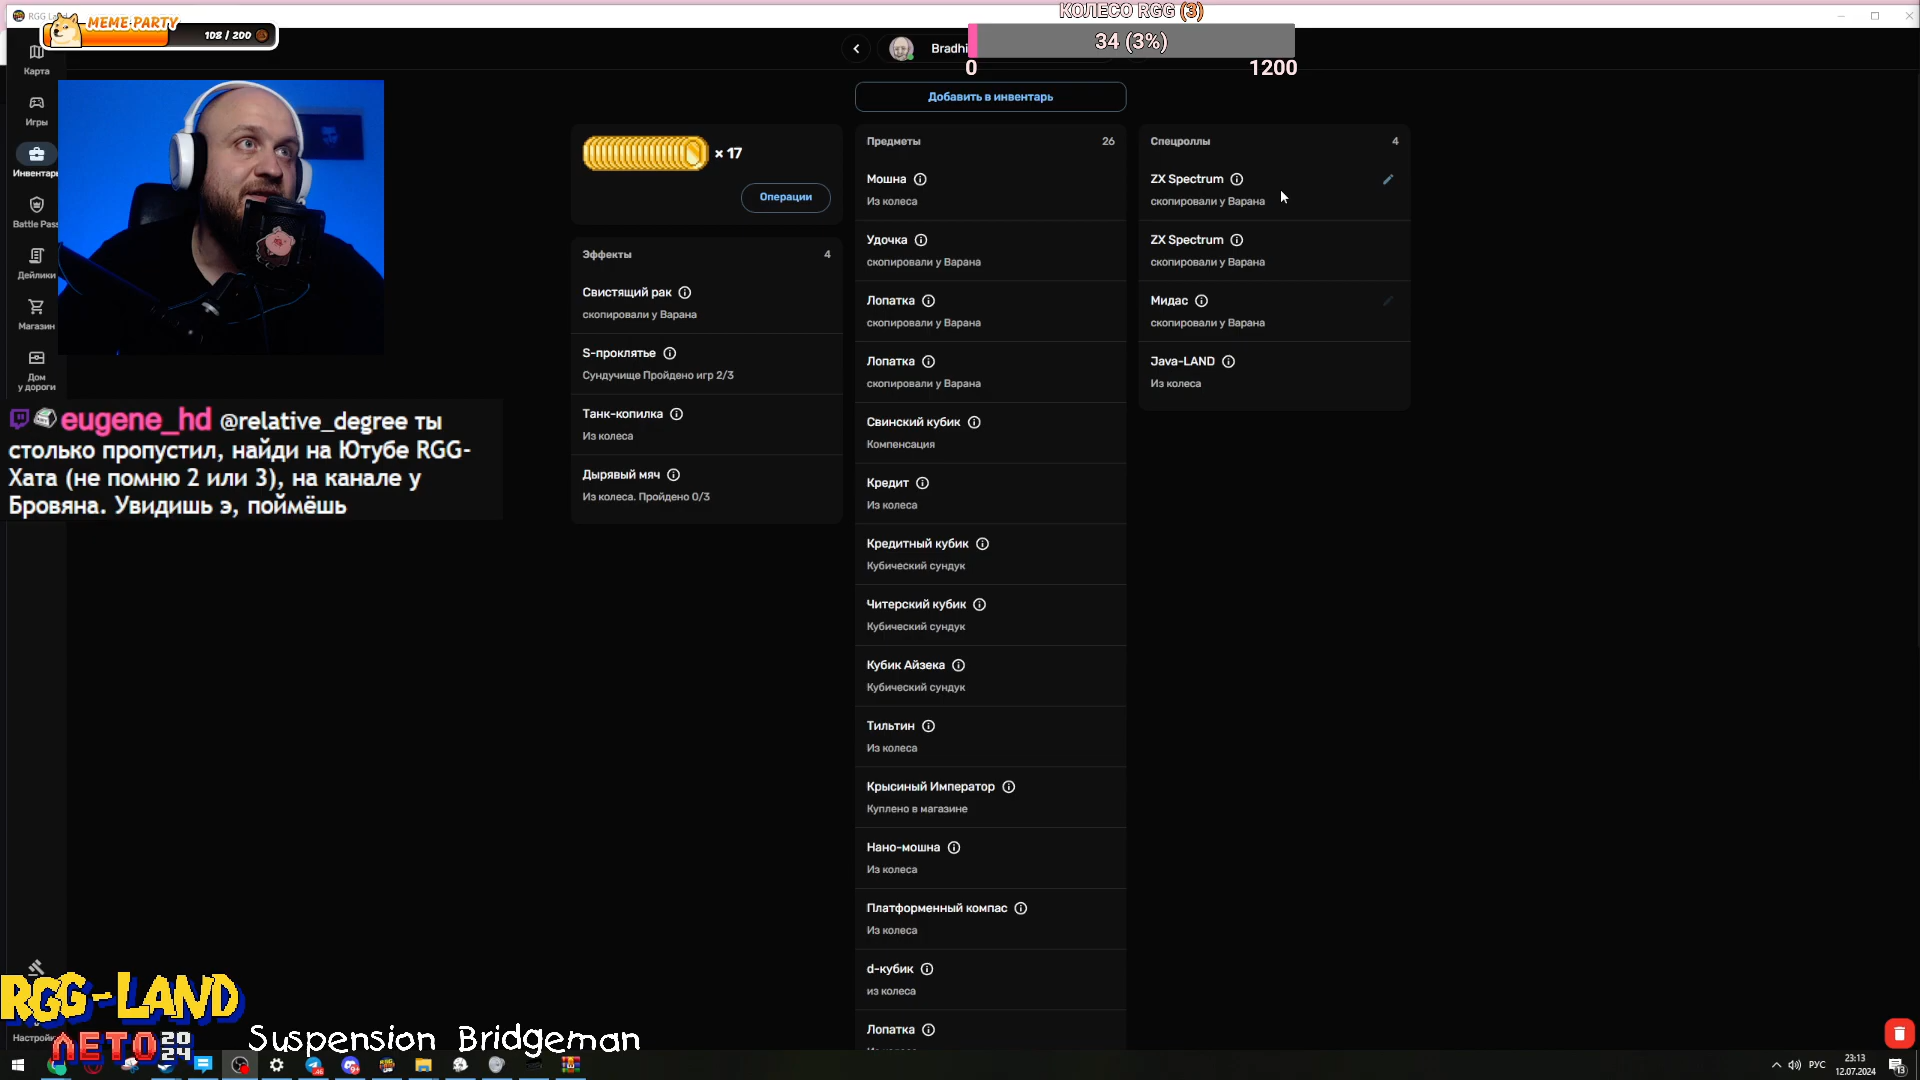 RGG Land
MEME PARTY
108 / 200
КОЛЕСО RGG (3)
34 (3%)
0
1200
Bradhi
Карта
Игры
Инвентарь
Battle Pass
Дейлики
Магазин
Дом
у дороги
Добавить в инвентарь
× 17
Операции
Эффекты
4
Свистящий рак
скопировали у Варана
S-проклятье
Сундучище Пройдено игр 2/3
Танк-копилка
Из колеса
Дырявый мяч
Из колеса. Пройдено 0/3
Предметы
26
Мошна
Из колеса
Удочка
скопировали у Варана
Лопатка
скопировали у Варана
Лопатка
скопировали у Варана
Свинский кубик
Компенсация
Кредит
Из колеса
Кредитный кубик
Кубический сундук
Читерский кубик
Кубический сундук
Кубик Айзека
Кубический сундук
Тильтин
Из колеса
Крысиный Император
Куплено в магазине
Нано-мошна
Из колеса
Платформенный компас
Из колеса
d-кубик
из колеса
Лопатка
Спецроллы
4
ZX Spectrum
скопировали у Варана
ZX Spectrum
скопировали у Варана
Мидас
скопировали у Варана
Java-LAND
Из колеса
eugene_hd @relative_degree ты
столько пропустил, найди на Ютубе RGG-
Хата (не помню 2 или 3), на канале у
Бровяна. Увидишь э, поймёшь
RGG-LAND
ЛЕТО 2024
Suspension Bridgeman
РУС
23:13
12.07.2024
13